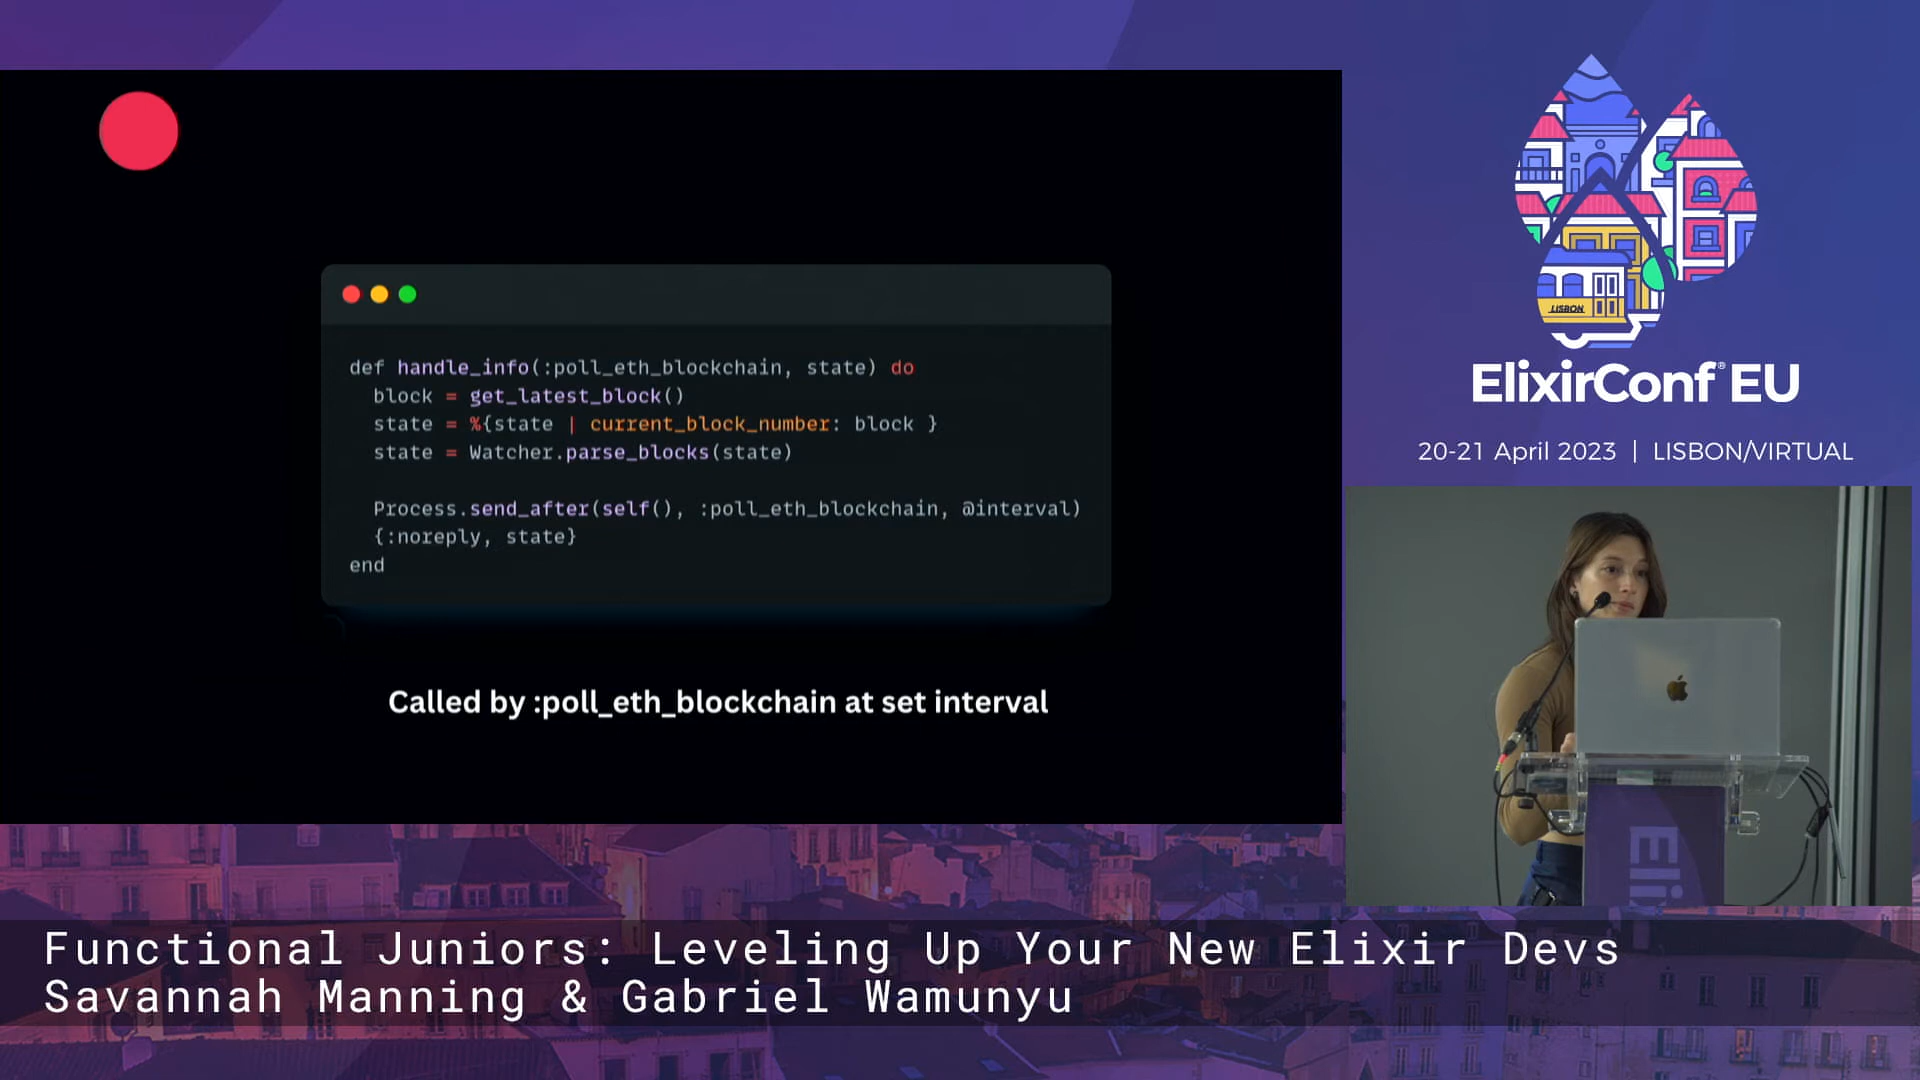 def handle_info(:poll_eth_blockchain, state) do
block = get_latest_block()
state = %{state | current_block_number: block }
state = Watcher.parse_blocks(state)
Process.send_after(self(), :poll_eth_blockchain, @interval)
{:noreply, state}
end
Called by :poll_eth_blockchain at set interval
LISBON
ElixirConf® EU
20-21 April 2023 | LISBON/VIRTUAL
Eli
Functional Juniors: Leveling Up Your New Elixir Devs
Savannah Manning & Gabriel Wamunyu